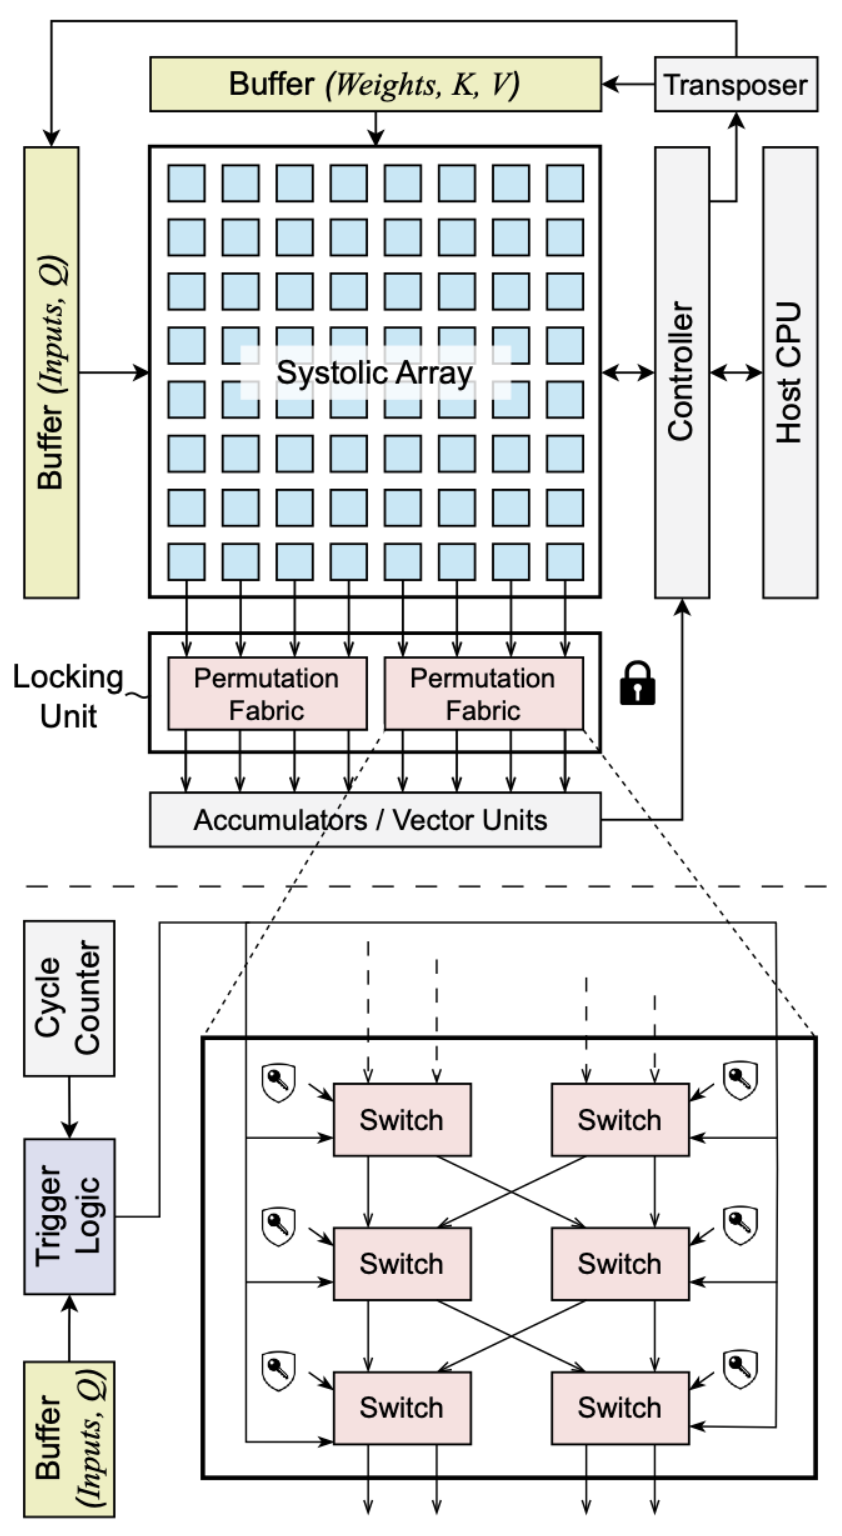 Buffer (Weights, K, V)
Transposer
Buffer (Inputs, Q)
Systolic Array
Controller
Host CPU
Locking
Unit
Permutation
Fabric
Permutation
Fabric
Accumulators / Vector Units
Cycle
Counter
Trigger
Logic
Buffer
(Inputs, Q)
Switch
Switch
Switch
Switch
Switch
Switch